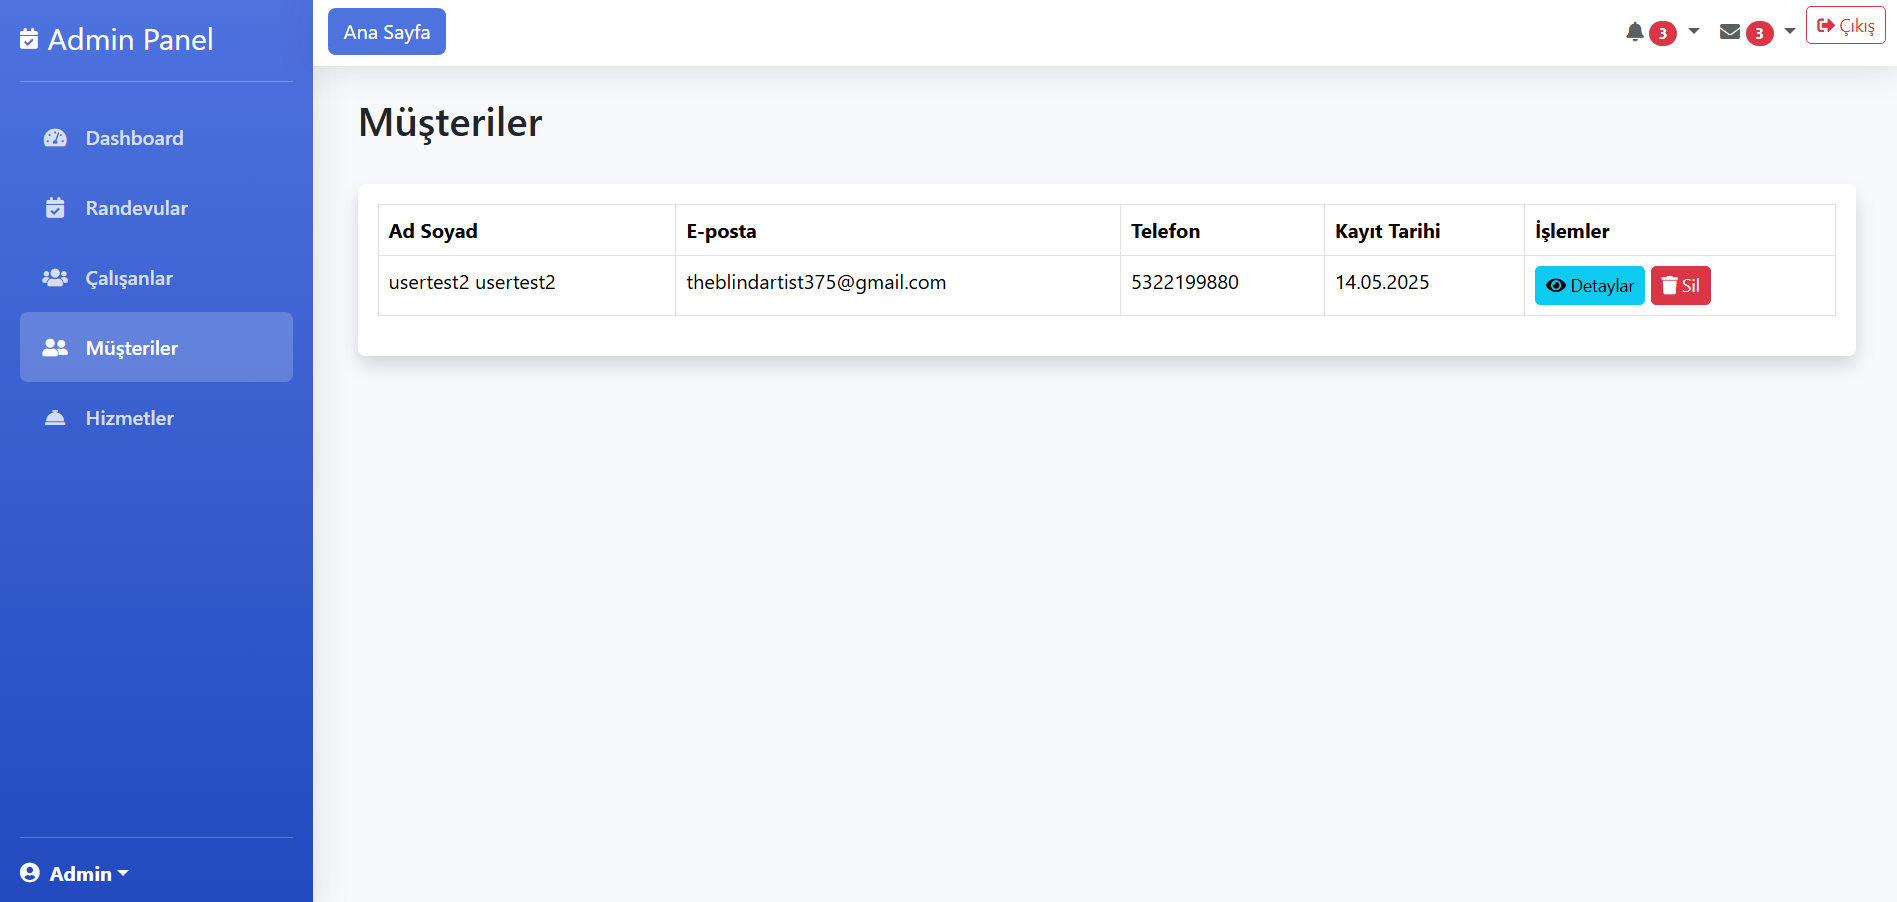 Admin Panel
Dashboard
Randevular
Çalışanlar
Müşteriler
Hizmetler
Admin
Ana Sayfa
3
3
Çıkış
Müşteriler
Ad Soyad E-posta Telefon Kayıt Tarihi İşlemler
usertest2 usertest2 theblindartist375@gmail.com 5322199880 14.05.2025 Detaylar Sil